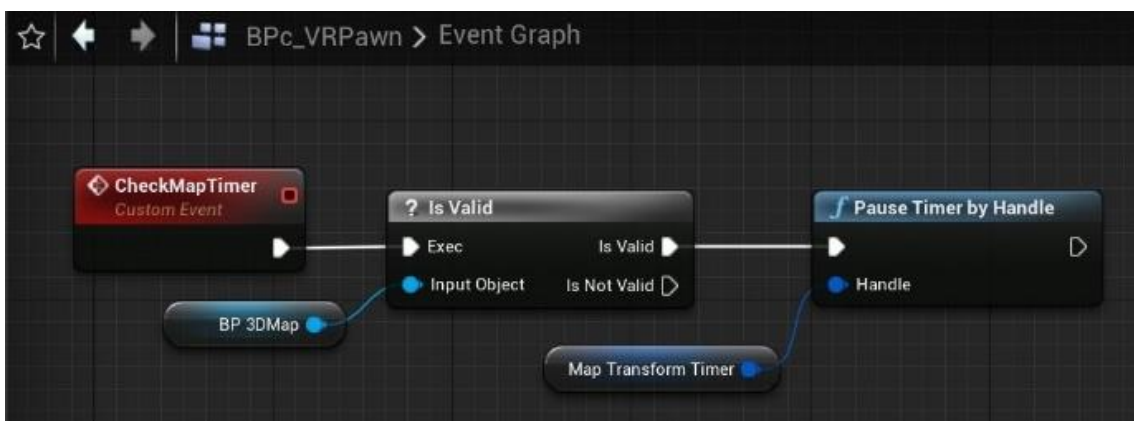 BPc_VRPawn > Event Graph
CheckMapTimer
Custom Event
? Is Valid
Exec
Is Valid
Input Object
Is Not Valid
BP 3DMap
f Pause Timer by Handle
Handle
Map Transform Timer